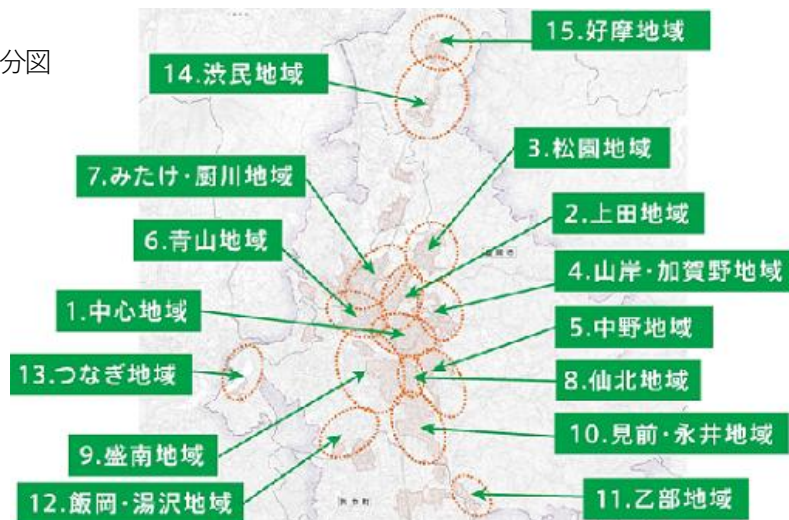 分図
15.好摩地域
14.渋民地域
3.松園地域
7.みたけ・厨川地域
2.上田地域
6.青山地域
4.山岸・加賀野地域
1.中心地域
5.中野地域
13.つなぎ地域
8.仙北地域
9.盛南地域
10.見前・永井地域
12.飯岡・湯沢地域
11.乙部地域